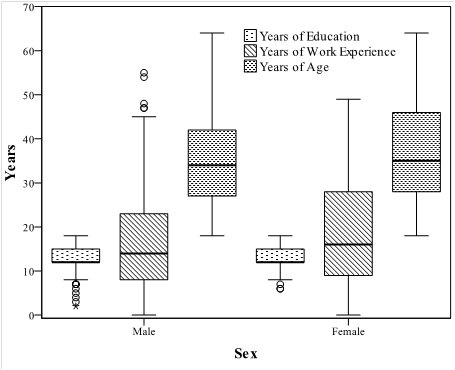 70
60
50
40
30
20
10
0
Years
Years of Education
Years of Work Experience
Years of Age
Male
Female
Sex